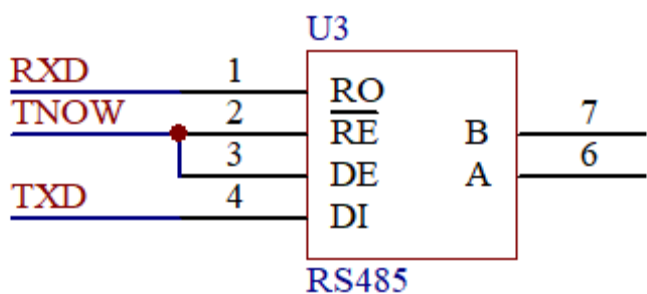 U3
RXD 1 RO
TNOW 2 RE B 7
3 DE A 6
TXD 4 DI
RS485